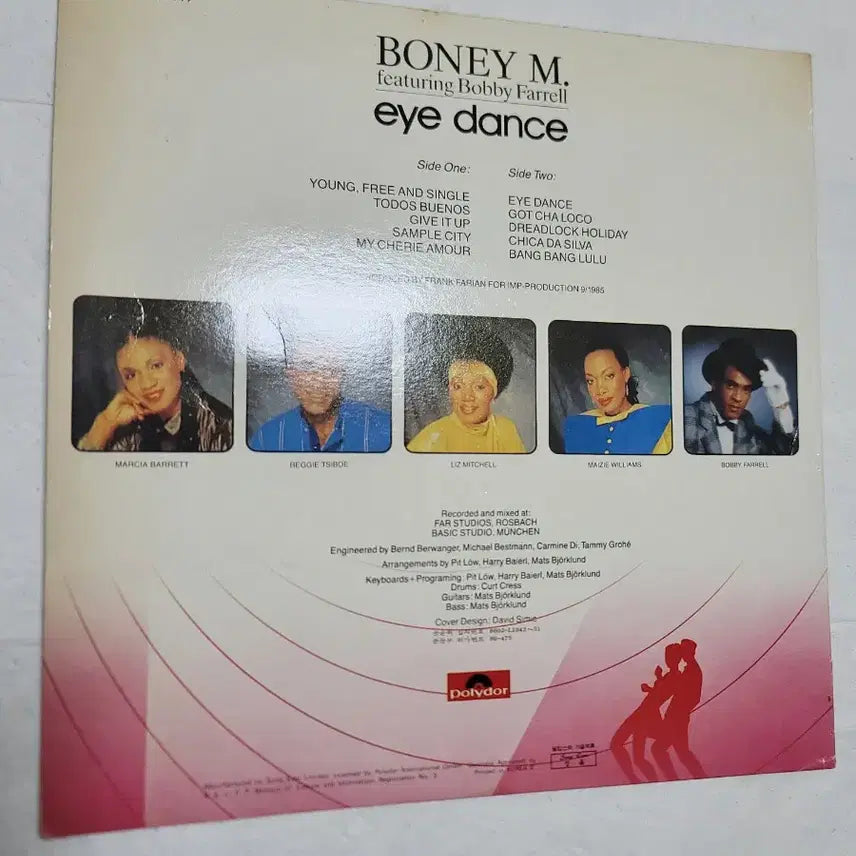 BONEY M.
featuring Bobby Farrell
eye dance
Side One:
YOUNG, FREE AND SINGLE
TODOS BUENOS
GIVE IT UP
SAMPLE CITY
MY CHERIE AMOUR
Side Two:
EYE DANCE
GOT CHA LOCO
DREADLOCK HOLIDAY
CHICA DA SILVA
BANG BANG LULU
BY FRANK FARIAN FOR IMP-PRODUCTION 9/1985
MARCIA BARRETT
REGGIE TSIBOE
LIZ MITCHELL
MAIZIE WILLIAMS
BOBBY FARRELL
Recorded and mixed at:
FAR STUDIOS, ROSBACH
BASIC STUDIO, MÜNCHEN
Engineered by Bernd Berwanger, Michael Bestmann, Carmine Di, Tammy Grohé
Arrangements by Pit Löw, Harry Baierl, Mats Björklund
Keyboards + Programing: Pit Löw, Harry Baierl, Mats Björklund
Drums: Curt Cress
Guitars: Mats Björklund
Bass: Mats Björklund
Cover Design: David
Polydor